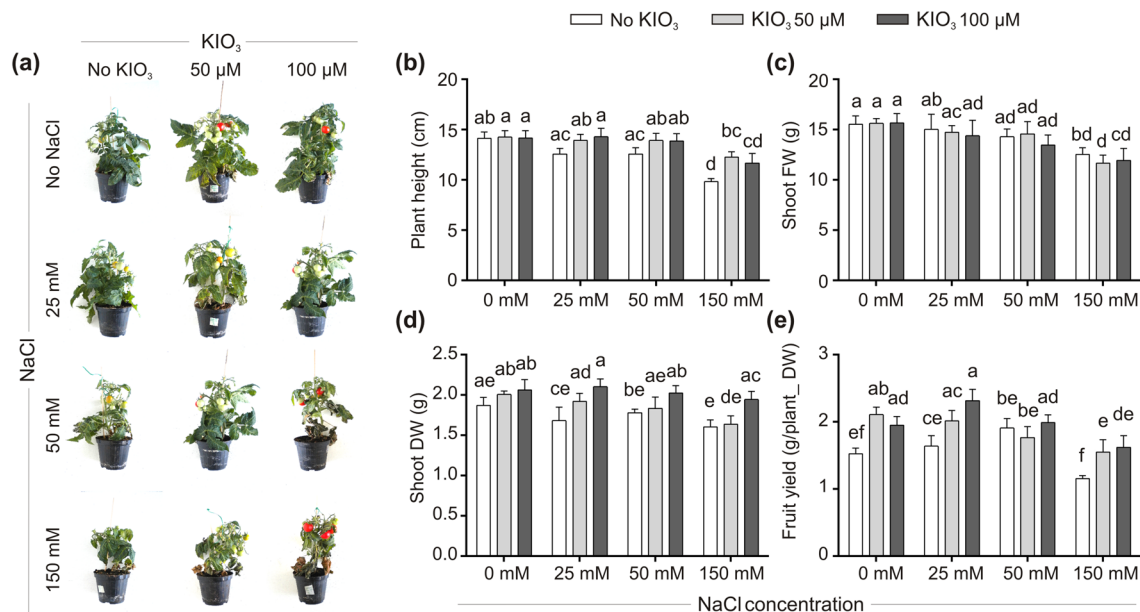 No KIO₃ KIO₃ 50 µM KIO₃ 100 µM
(a)
KIO₃
No KIO₃ 50 µM 100 µM
NaCl
No NaCl
25 mM
50 mM
150 mM
(b)
Plant height (cm)
20
15
10
5
0
ab a a ac ab a ac ab ab d bc cd
0 mM 25 mM 50 mM 150 mM
(c)
Shoot FW (g)
20
15
10
5
0
a a a ab ac ad ad ad ad bd d cd
0 mM 25 mM 50 mM 150 mM
(d)
Shoot DW (g)
2.5
2.0
1.5
1.0
0.5
0.0
ae ab ab ce ad a be ae ab e de ac
0 mM 25 mM 50 mM 150 mM
(e)
Fruit yield (g/plant_DW)
3
2
1
0
ef ab ad ce ac a be be ad f e de
0 mM 25 mM 50 mM 150 mM
NaCl concentration